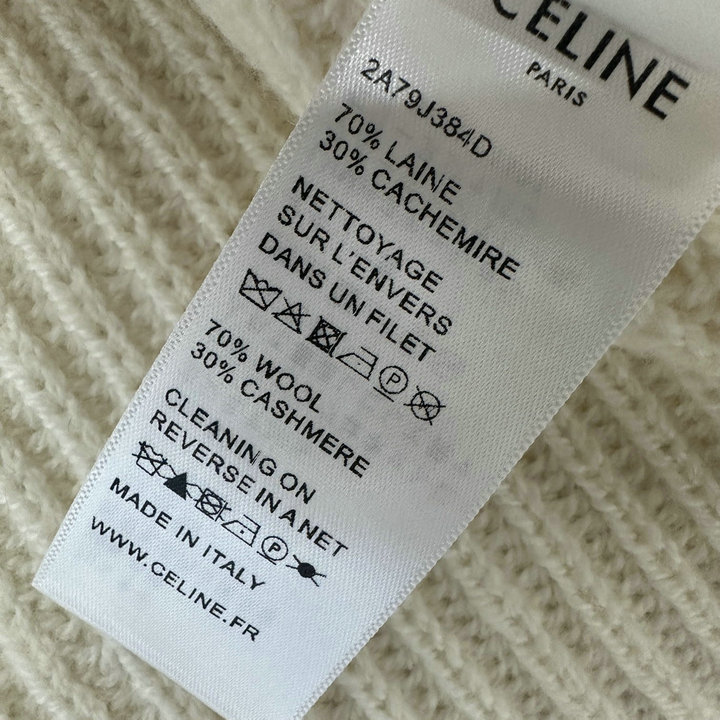 CELINE
PARIS
2A79J384D
70% LAINE
30% CACHEMIRE
NETTOYAGE
SUR L'ENVERS
DANS UN FILET
P
70% WOOL
30% CASHMERE
CLEANING ON
REVERSE IN A NET
P
MADE IN ITALY
WWW.CELINE.FR